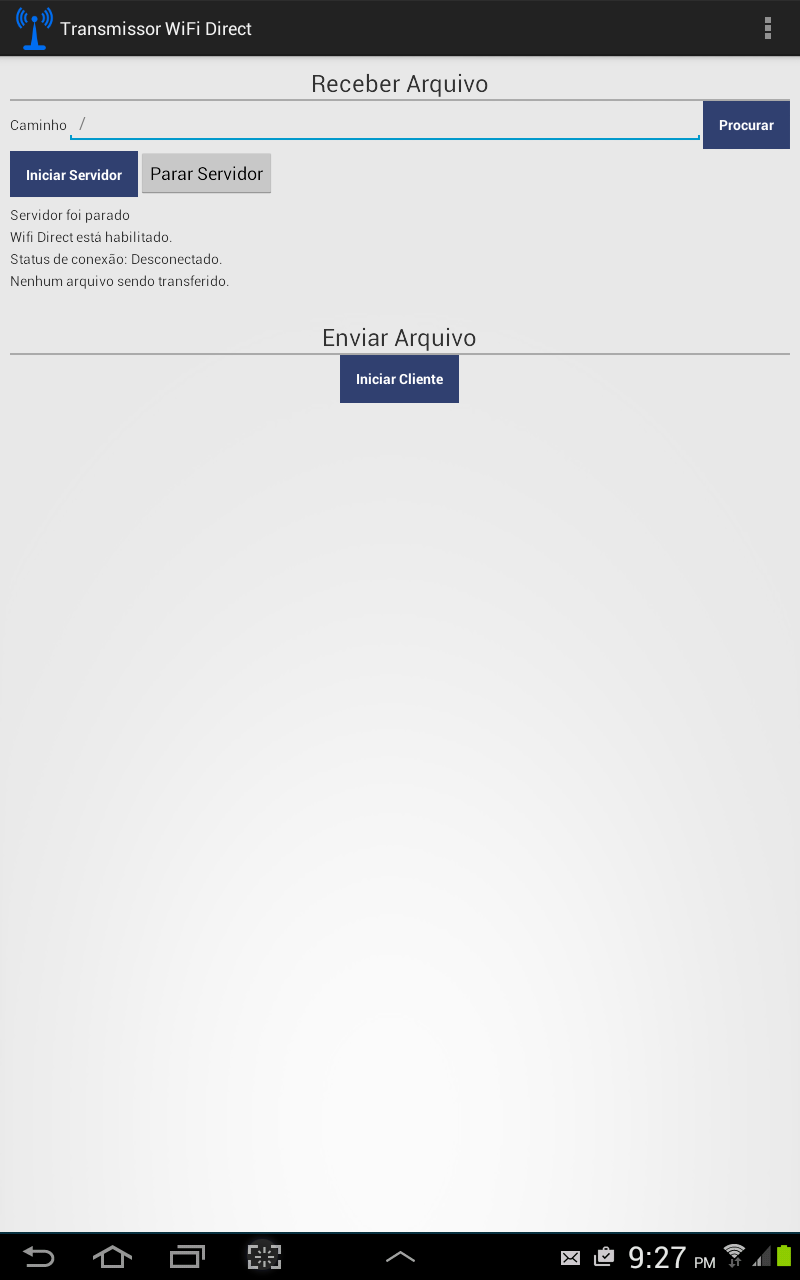 Transmissor WiFi Direct
Receber Arquivo
Caminho / Procurar
Iniciar Servidor Parar Servidor
Servidor foi parado
Wifi Direct está habilitado.
Status de conexão: Desconectado.
Nenhum arquivo sendo transferido.
Enviar Arquivo
Iniciar Cliente
9:27 PM